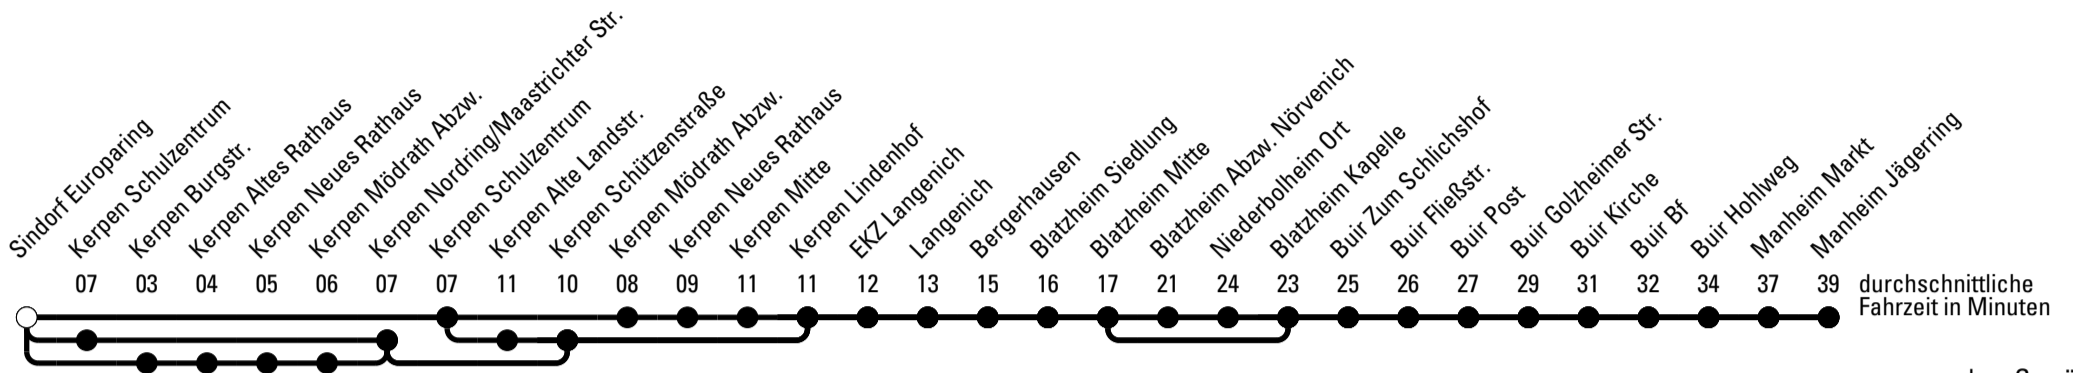 Sindorf Europaring
Kerpen Schulzentrum
Kerpen Burgstr.
Kerpen Altes Rathaus
Kerpen Neues Rathaus
Kerpen Mödrath Abzw.
Kerpen Nordring/Maastrichter Str.
Kerpen Schulzentrum
Kerpen Alte Landstr.
Kerpen Schützenstraße
Kerpen Mödrath Abzw.
Kerpen Neues Rathaus
Kerpen Mitte
Kerpen Lindenhof
EKZ Langenich
Langenich
Bergerhausen
Blatzheim Siedlung
Blatzheim Mitte
Blatzheim Abzw. Nörvenich
Niederbolheim Ort
Blatzheim Kapelle
Buir Zum Schlichshof
Buir Fließstr.
Buir Post
Buir Golzheimer Str.
Buir Kirche
Buir Bf
Buir Hohlweg
Manheim Markt
Manheim Jägerring
07 03 04 05 06 07 07 11 10 08 09 11 11 12 13 15 16 17 21 24 23 25 26 27 29 31 32 34 37 39 durchschnittliche
Fahrzeit in Minuten